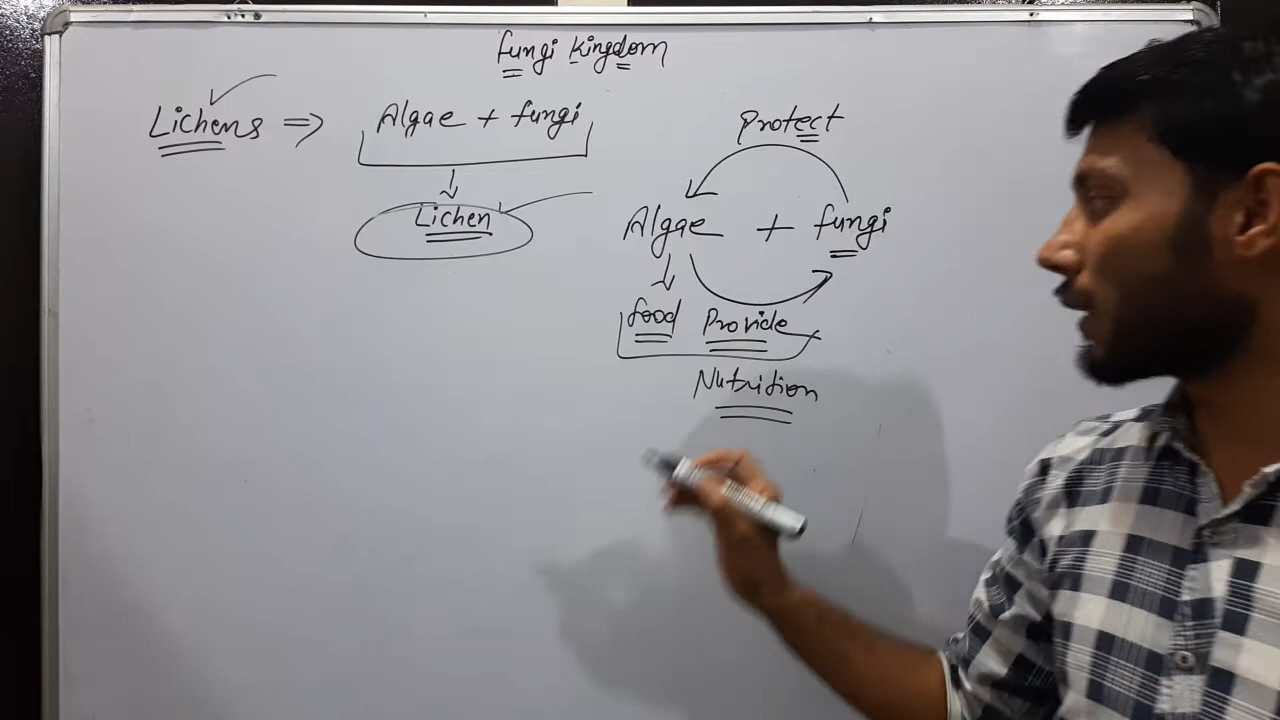 fungi Kingdom
Lichens => Algae + fungi
Lichen
Protect
Algae + fungi
food Provide
Nutrition